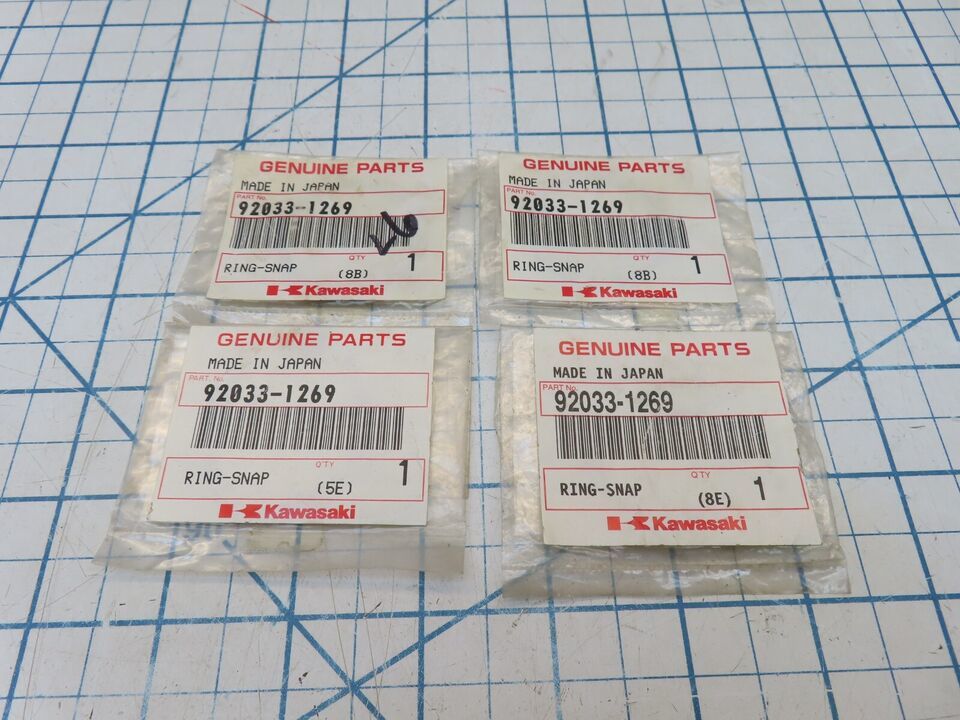 GENUINE PARTS
MADE IN JAPAN
PART No.
92033-1269
QTY
RING-SNAP (8B) 1
Kawasaki
GENUINE PARTS
MADE IN JAPAN
PART No.
92033-1269
QTY
RING-SNAP (8B) 1
Kawasaki
GENUINE PARTS
MADE IN JAPAN
PART. No.
92033-1269
Q'TY
RING-SNAP (5E) 1
Kawasaki
GENUINE PARTS
MADE IN JAPAN
PART No.
92033-1269
QTY
RING-SNAP (8E) 1
Kawasaki